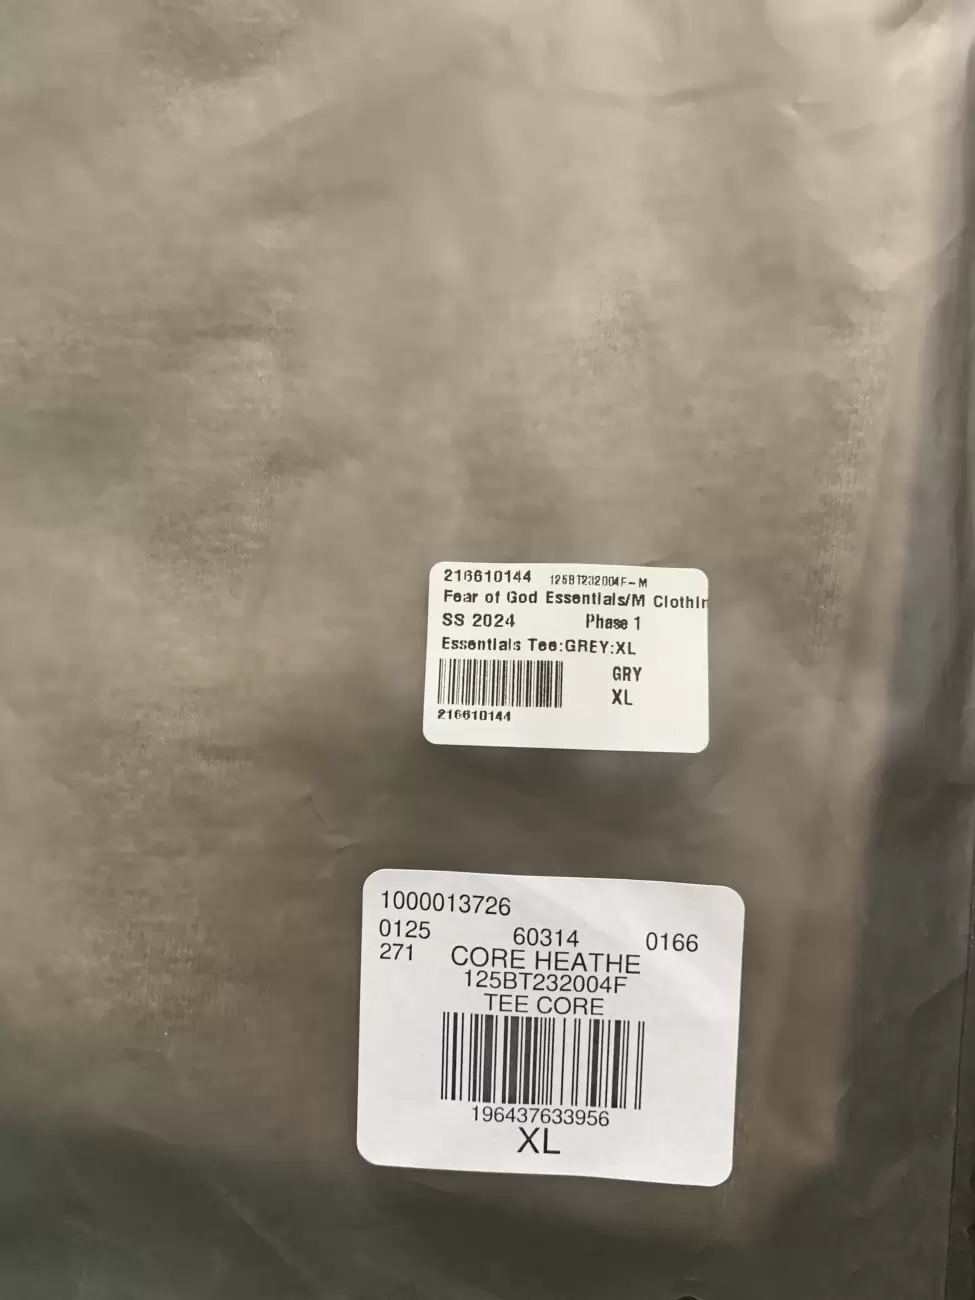 216610144 125BT232004F-M
Fear of God Essentials/M Clothin
SS 2024 Phase 1
Essentials Tee:GREY:XL
GRY
XL
216610144
1000013726
0125 60314 0166
271 CORE HEATHE
125BT232004F
TEE CORE
196437633956
XL